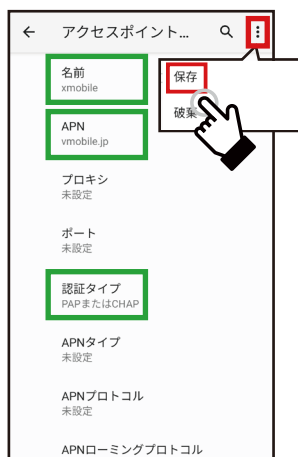 アクセスポイント...
名前
xmobile
保存
破棄
APN
vmobile.jp
プロキシ
未設定
ポート
未設定
認証タイプ
PAPまたはCHAP
APNタイプ
未設定
APNプロトコル
未設定
APNローミングプロトコル